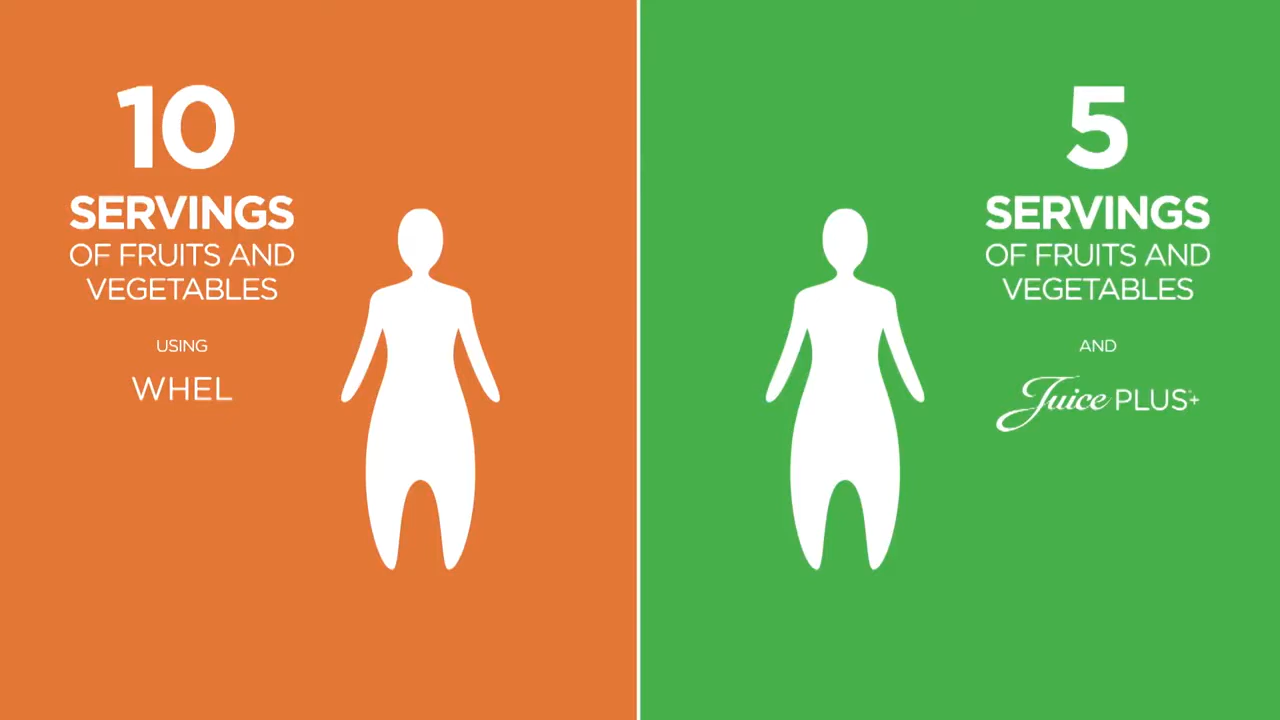 10
SERVINGS
OF FRUITS AND
VEGETABLES
USING
WHEL
5
SERVINGS
OF FRUITS AND
VEGETABLES
AND
Juice PLUS+